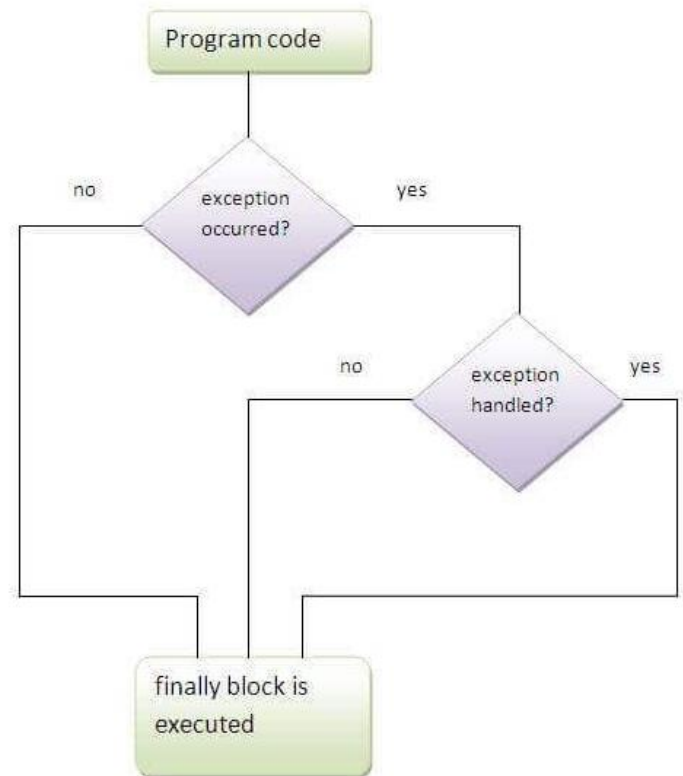 Program code
no
exception
occurred?
yes
no
exception
handled?
yes
finally block is
executed